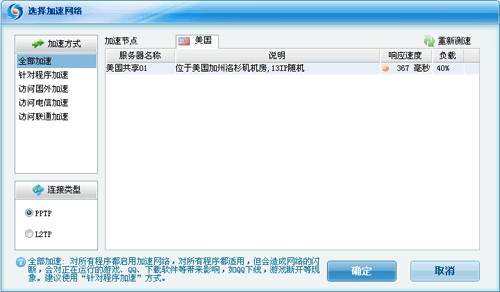 选择加速网络
加速方式
全部加速
针对程序加速
访问国外加速
访问电信加速
访问联通加速
连接类型
PPTP
L2TP
加速节点 美国 重新测速
服务器名称 说明 响应速度 负载
美国共享01 位于美国加州洛杉矶机房,13IP随机 367 毫秒 40%
全部加速: 对所有程序都启用加速网络，对所有程序都适用，但会造成网络的闪
断，会对正在运行的游戏、QQ、下载软件等带来影响，如QQ下线，游戏断开等现
象。建议使用“针对程序加速”方式。
确定 取消